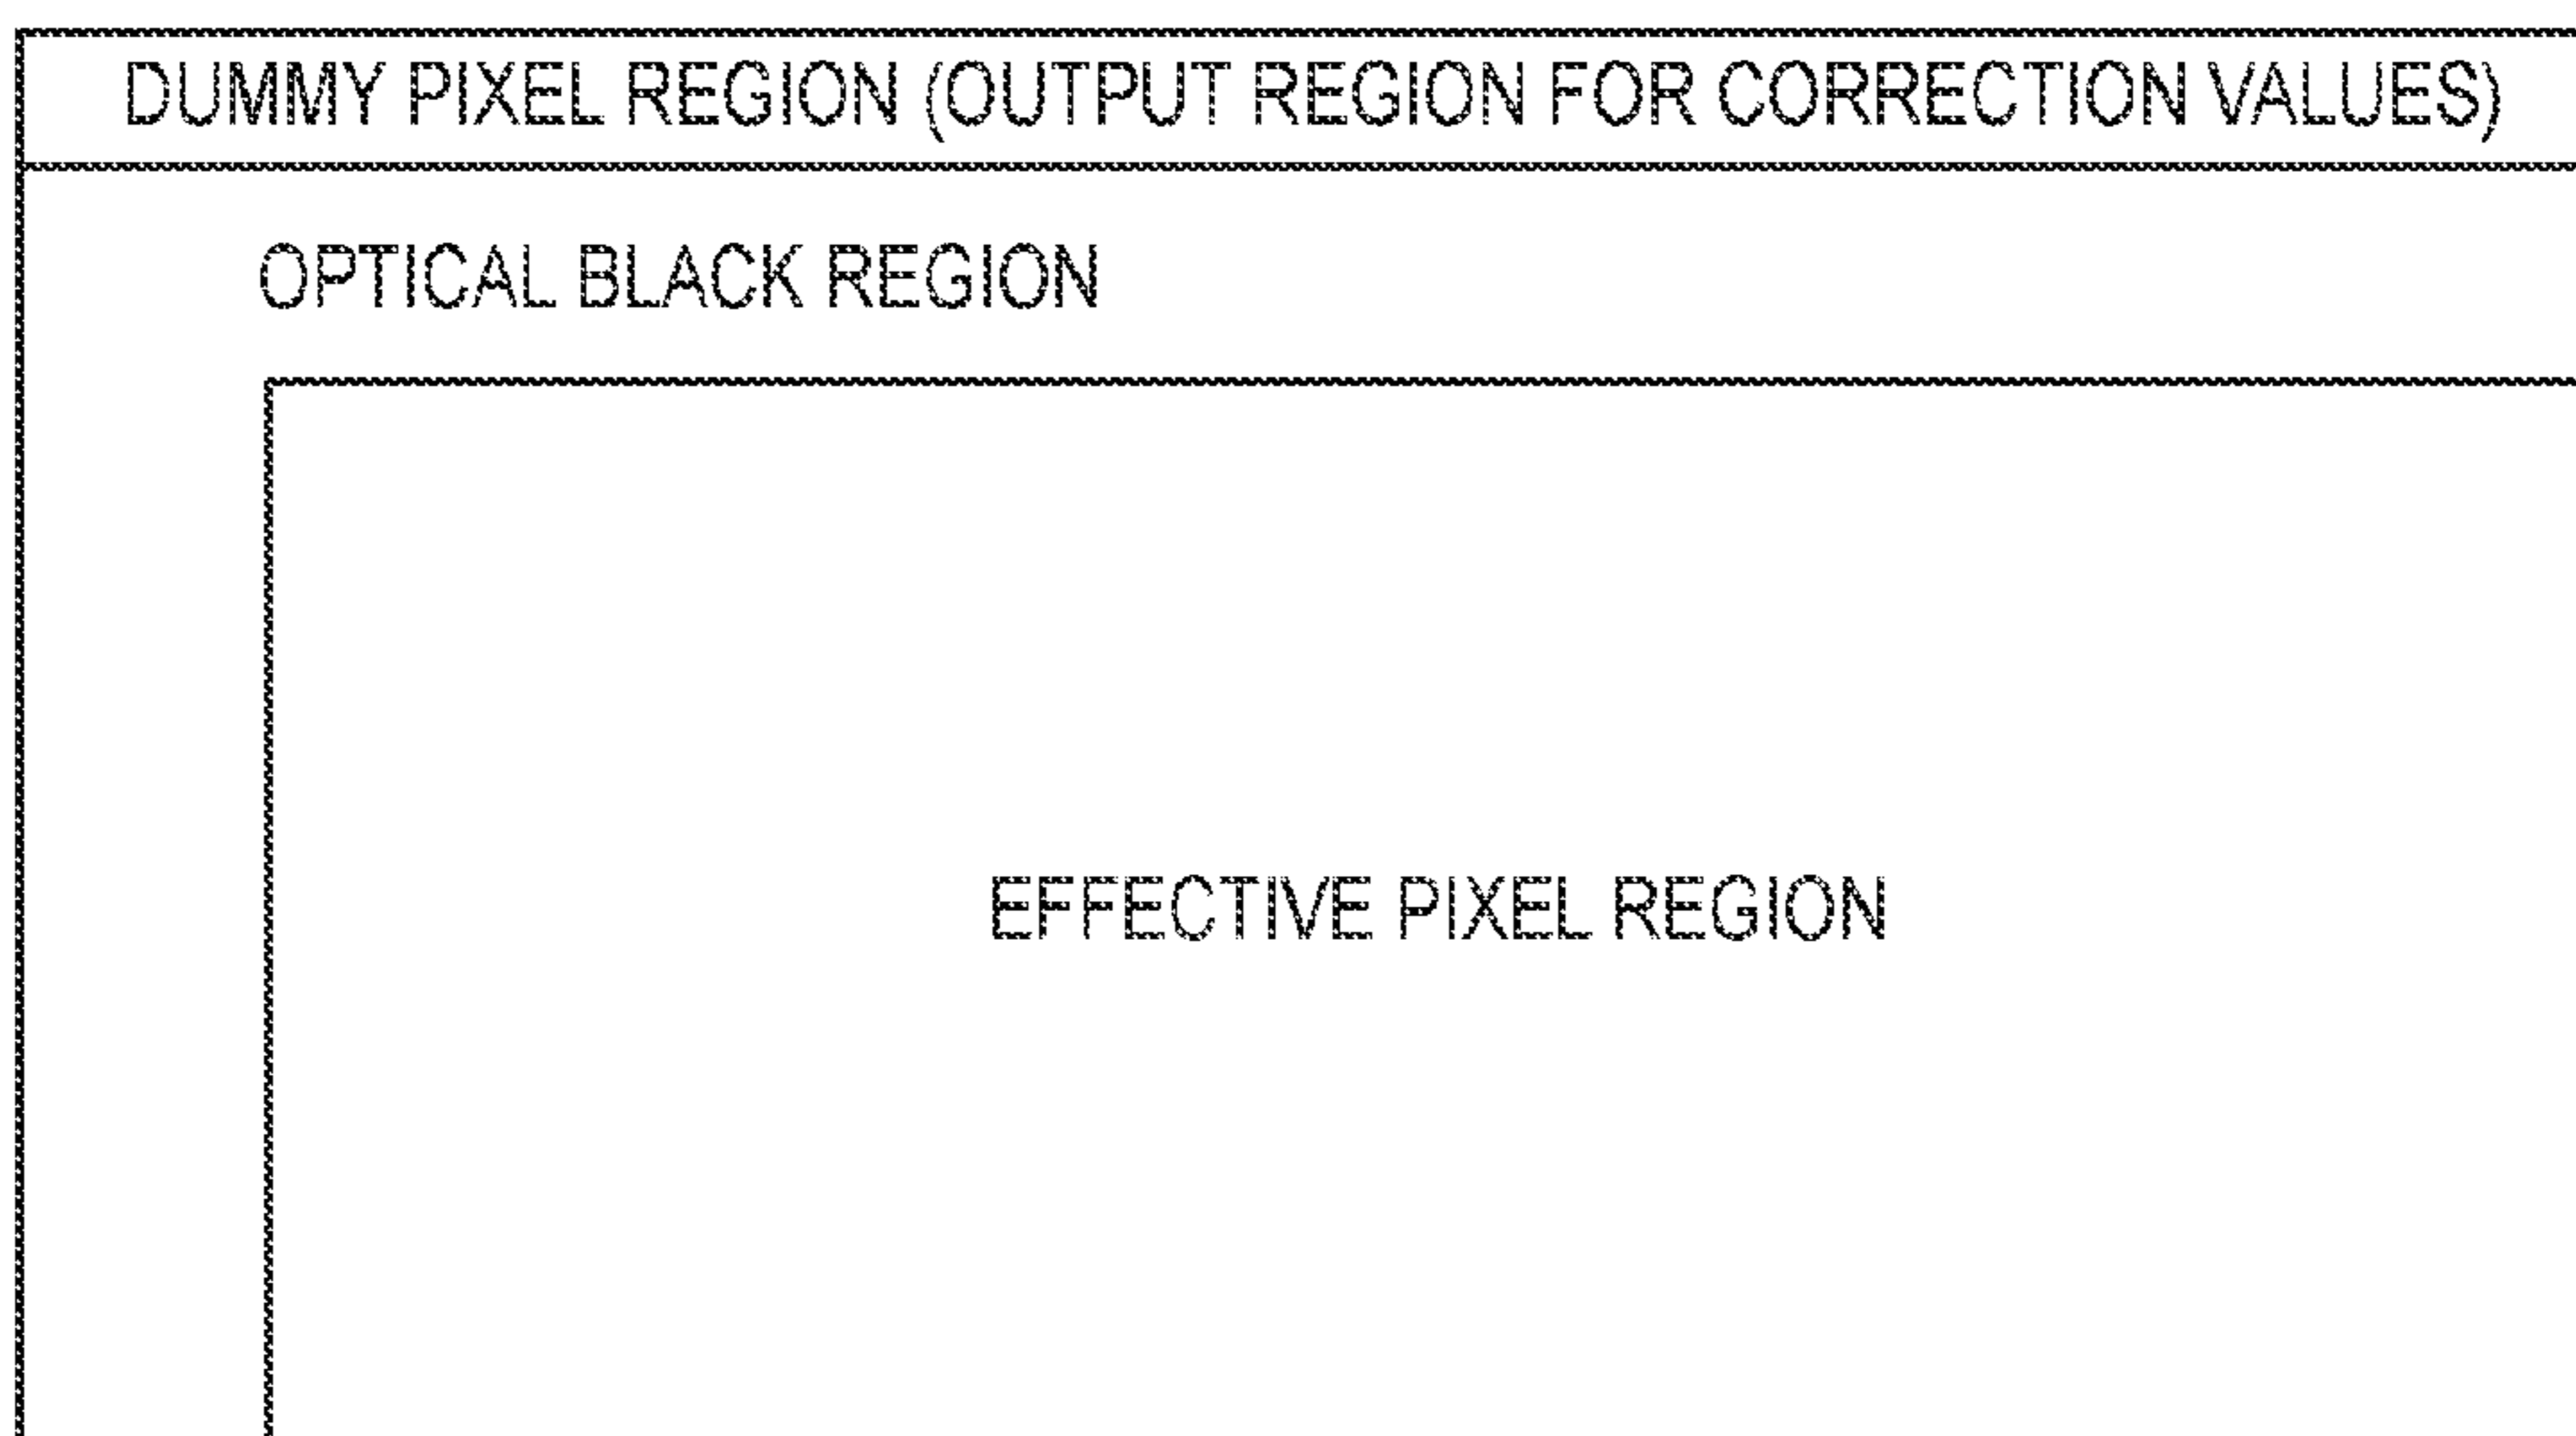 DUMMY PIXEL REGION (OUTPUT REGION FOR CORRECTION VALUES)
OPTICAL BLACK REGION
EFFECTIVE PIXEL REGION